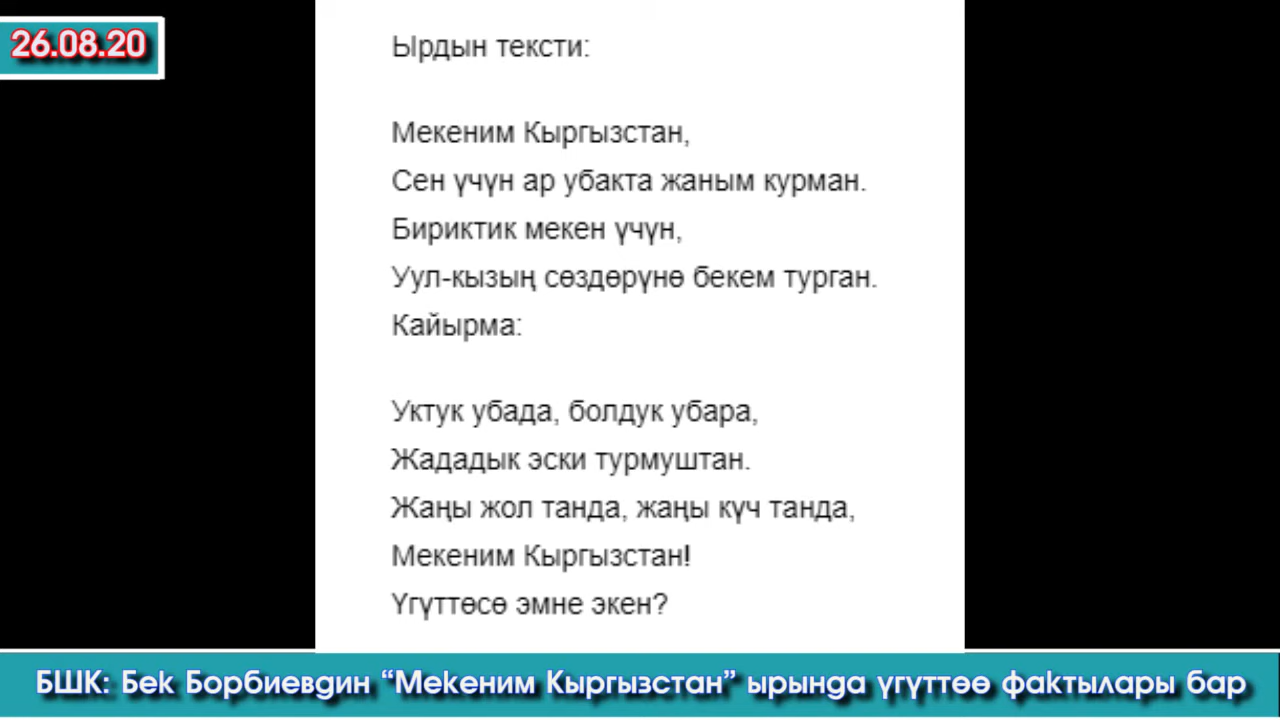 26.08.20
Ырдын тексти:
Мекеним Кыргызстан,
Сен үчүн ар убакта жаным курман.
Бириктик мекен үчүн,
Уул-кызың сөздөрүнө бекем турган.
Кайырма:
Уктук убада, болдук убара,
Жададык эски турмуштан.
Жаңы жол танда, жаңы күч танда,
Мекеним Кыргызстан!
Үгүттөсө эмне экен?
БШК: Бек Борбиевдин “Мекеним Кыргызстан” ырында үгүттөө фактылары бар